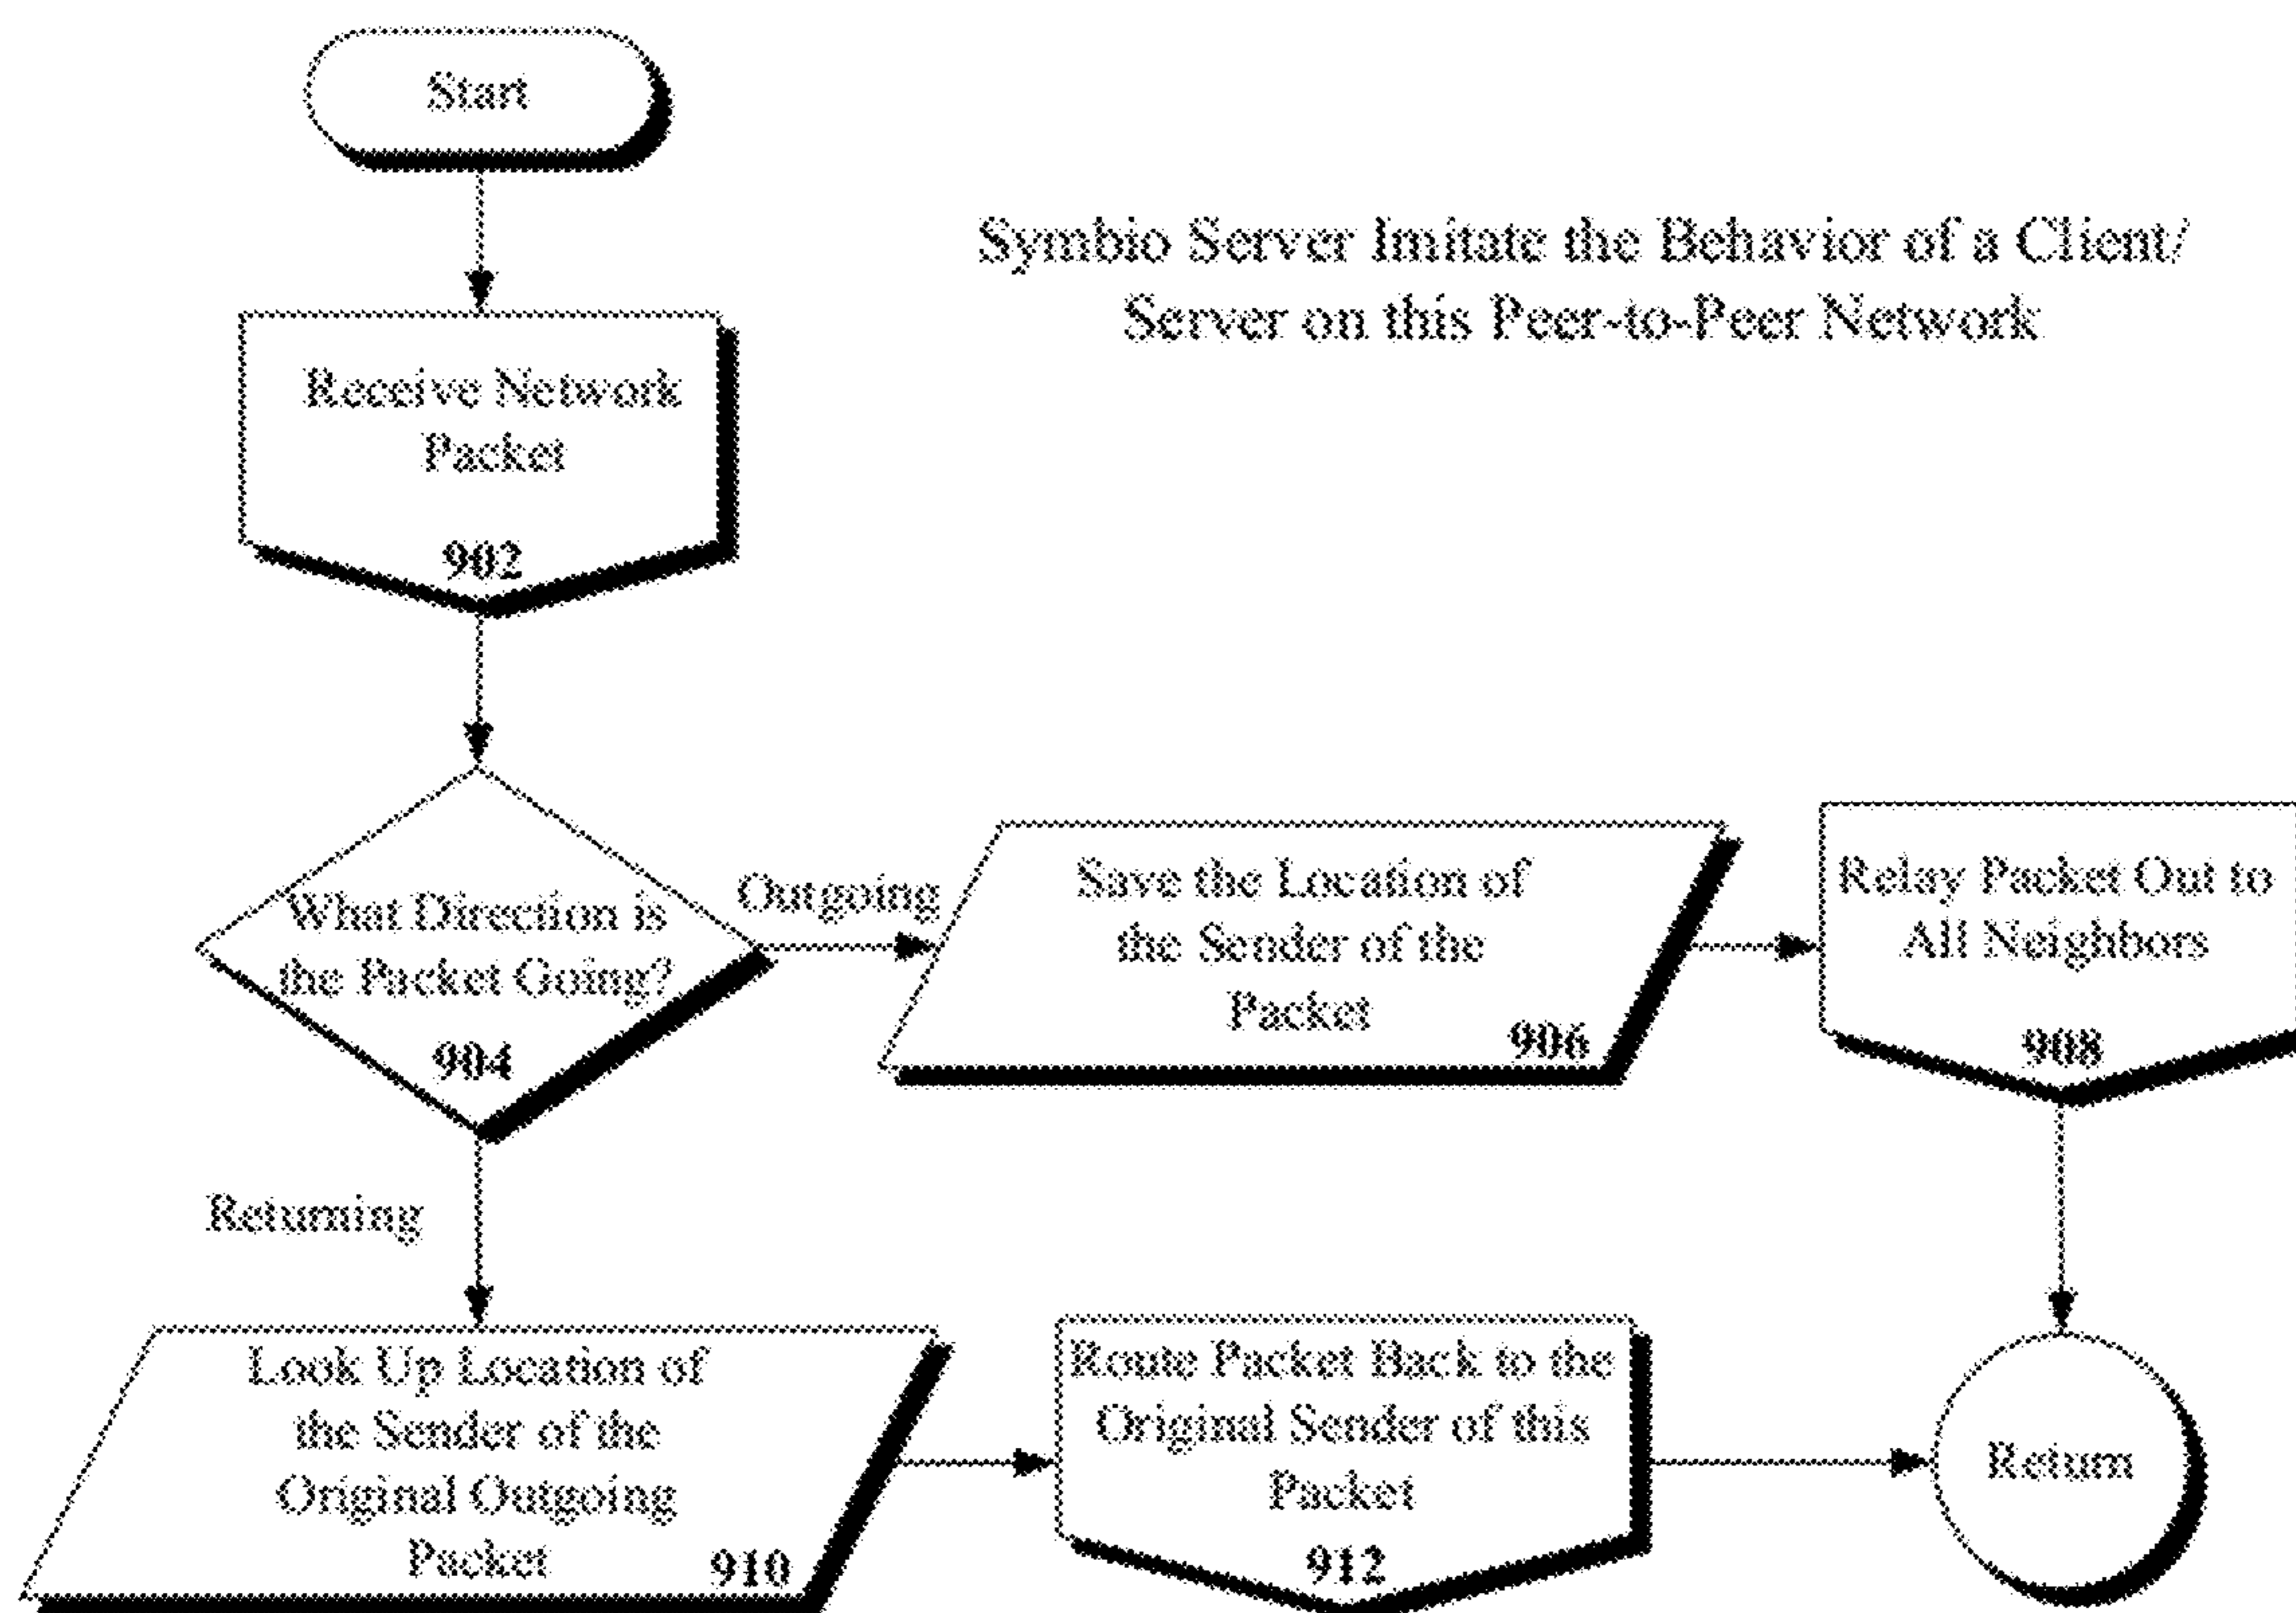 Start
Symbio Server Imitate the Behavior of a Client/
Server on this Peer-to-Peer Network
Receive Network
Packet
902
What Direction is
the Packet Going?
904
Outgoing
Save the Location of
the Sender of the
Packet
906
Relay Packet Out to
All Neighbors
908
Returning
Look Up Location of
the Sender of the
Original Outgoing
Packet
910
Route Packet Back to the
Original Sender of this
Packet
912
Return